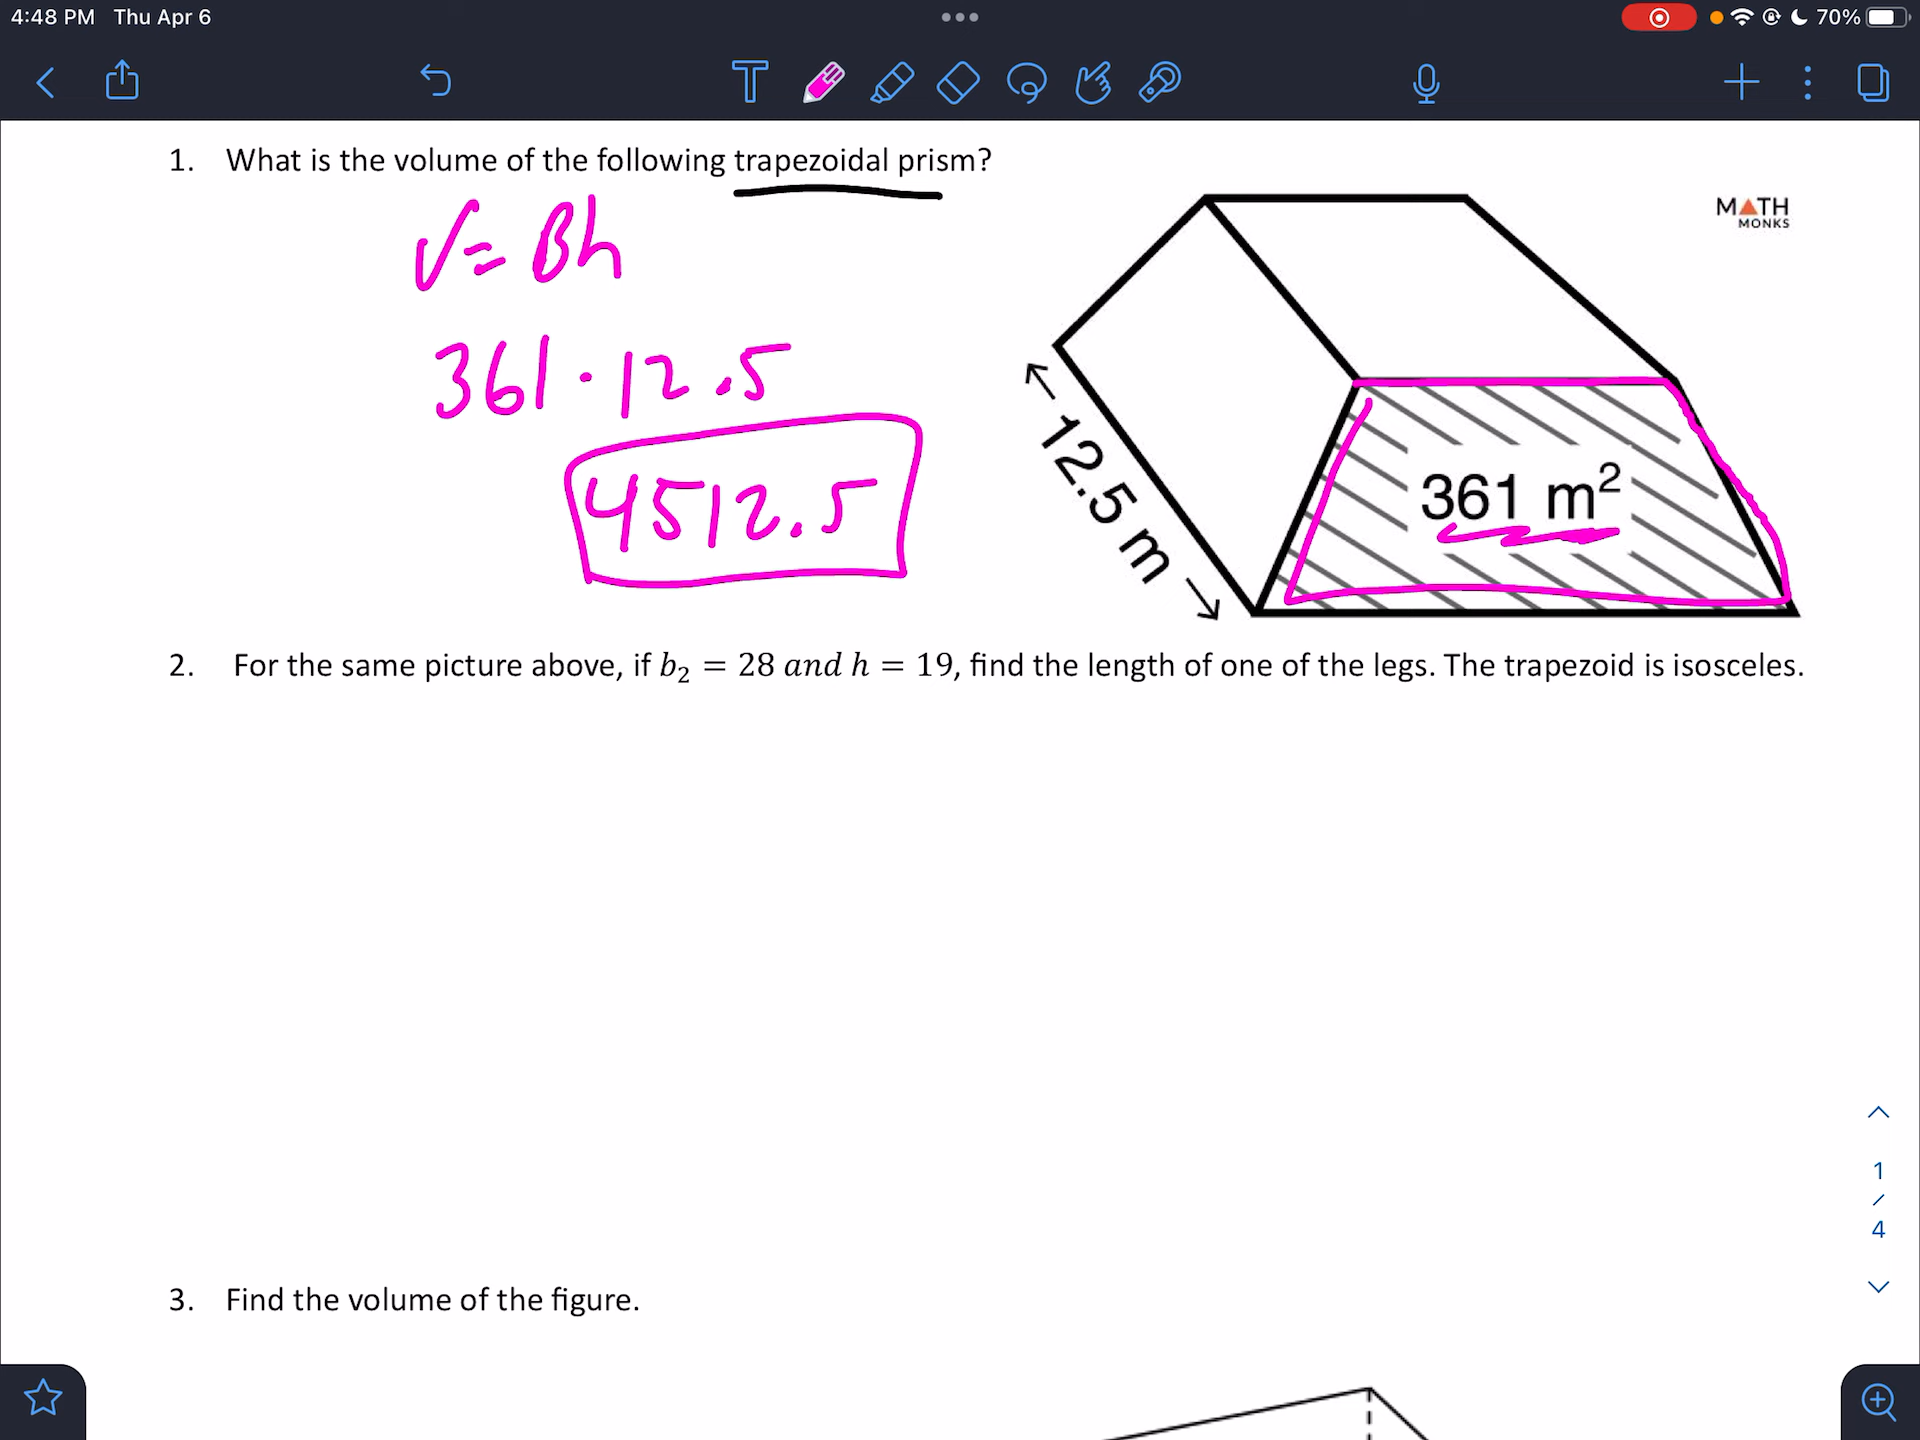 4:48 PM Thu Apr 6
70%
1. What is the volume of the following trapezoidal prism?
MATH
MONKS
V= Bh
361·12.5
4512.5
12.5 m
361 m²
2. For the same picture above, if b₂ = 28 and h = 19, find the length of one of the legs. The trapezoid is isosceles.
1
/
4
3. Find the volume of the figure.